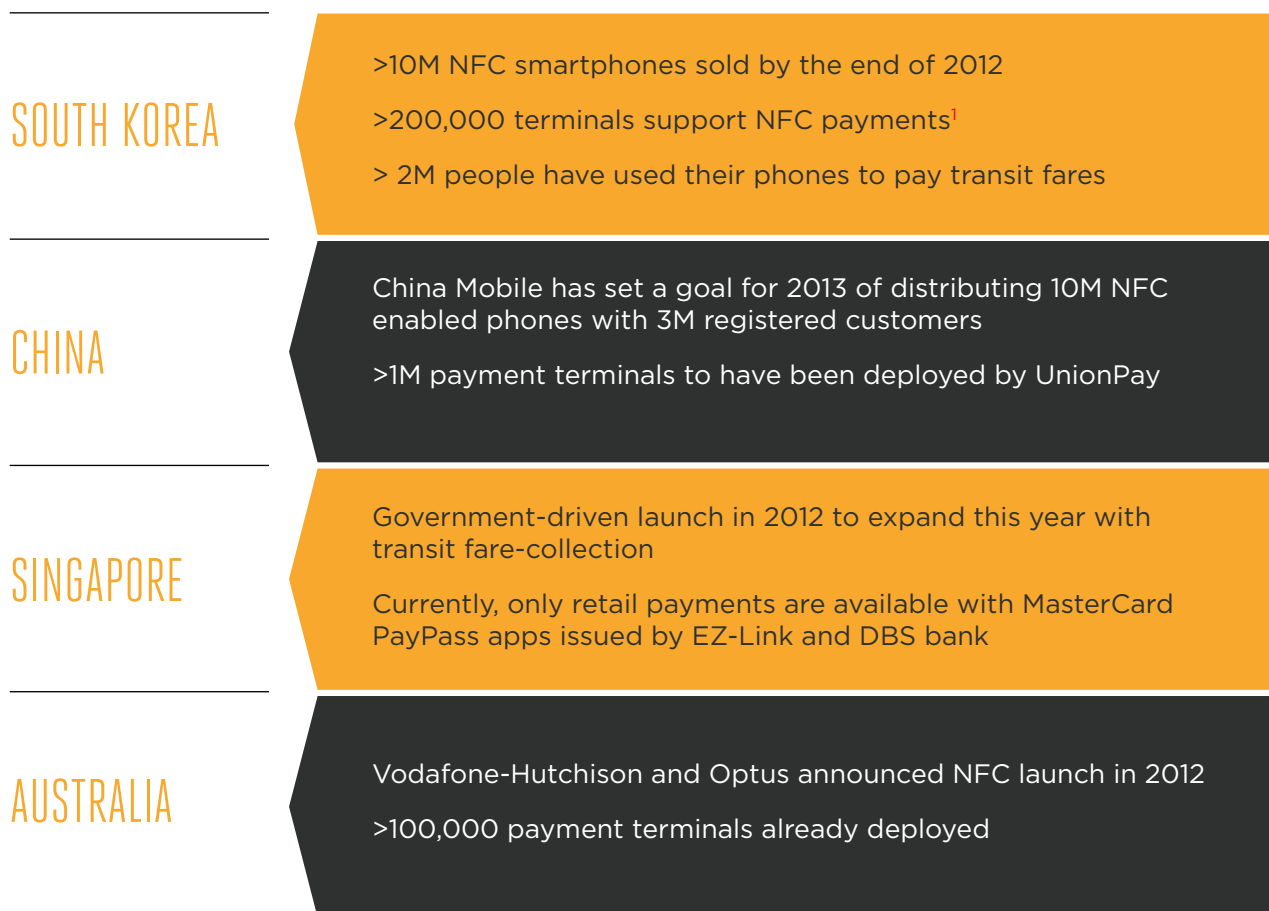 SOUTH KOREA
>10M NFC smartphones sold by the end of 2012
>200,000 terminals support NFC payments¹
> 2M people have used their phones to pay transit fares
CHINA
China Mobile has set a goal for 2013 of distributing 10M NFC
enabled phones with 3M registered customers
>1M payment terminals to have been deployed by UnionPay
SINGAPORE
Government-driven launch in 2012 to expand this year with
transit fare-collection
Currently, only retail payments are available with MasterCard
PayPass apps issued by EZ-Link and DBS bank
AUSTRALIA
Vodafone-Hutchison and Optus announced NFC launch in 2012
>100,000 payment terminals already deployed